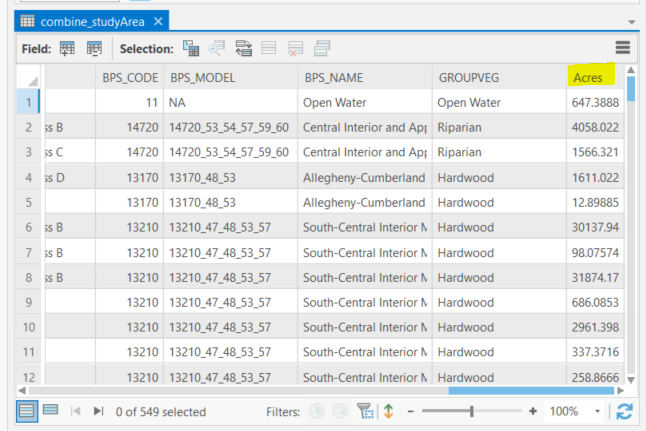 combine_studyArea
Field: Selection:
BPS_CODE BPS_MODEL BPS_NAME GROUPVEG Acres
1 11 NA Open Water Open Water 647.3888
2 ss B 14720 14720_53_54_57_59_60 Central Interior and App Riparian 4058.022
3 ss C 14720 14720_53_54_57_59_60 Central Interior and App Riparian 1566.321
4 ss D 13170 13170_48_53 Allegheny-Cumberland Hardwood 1611.022
5 13170 13170_48_53 Allegheny-Cumberland Hardwood 12.89885
6 ss B 13210 13210_47_48_53_57 South-Central Interior M Hardwood 30137.94
7 ss B 13210 13210_47_48_53_57 South-Central Interior M Hardwood 98.07574
8 ss B 13210 13210_47_48_53_57 South-Central Interior M Hardwood 31874.17
9 13210 13210_47_48_53_57 South-Central Interior M Hardwood 686.0853
10 13210 13210_47_48_53_57 South-Central Interior M Hardwood 2961.398
11 13210 13210_47_48_53_57 South-Central Interior M Hardwood 337.3716
12 13210 13210_47_48_53_57 South-Central Interior M Hardwood 258.8666
0 of 549 selected Filters: - + 100%